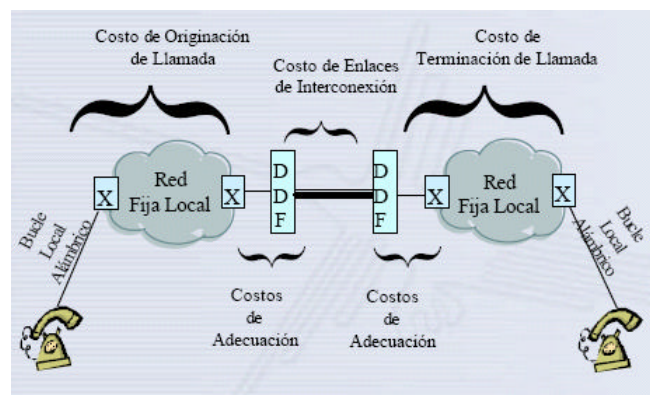 Costo de Originación
de Llamada
Costo de Enlaces
de Interconexión
Costo de
Terminación de Llamada
X
Red
Fija Local
X
D
D
F
D
D
F
X
Red
Fija Local
X
Bucle
Local
Alámbrico
Costos
de
Adecuación
Costos
de
Adecuación
Bucle
Local
Alámbrico